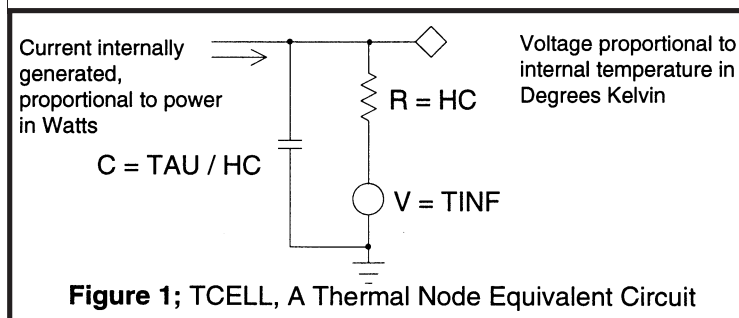 Current internally
generated,
proportional to power
in Watts
Voltage proportional to
internal temperature in
Degrees Kelvin
R = HC
C = TAU / HC
V = TINF
Figure 1; TCELL, A Thermal Node Equivalent Circuit